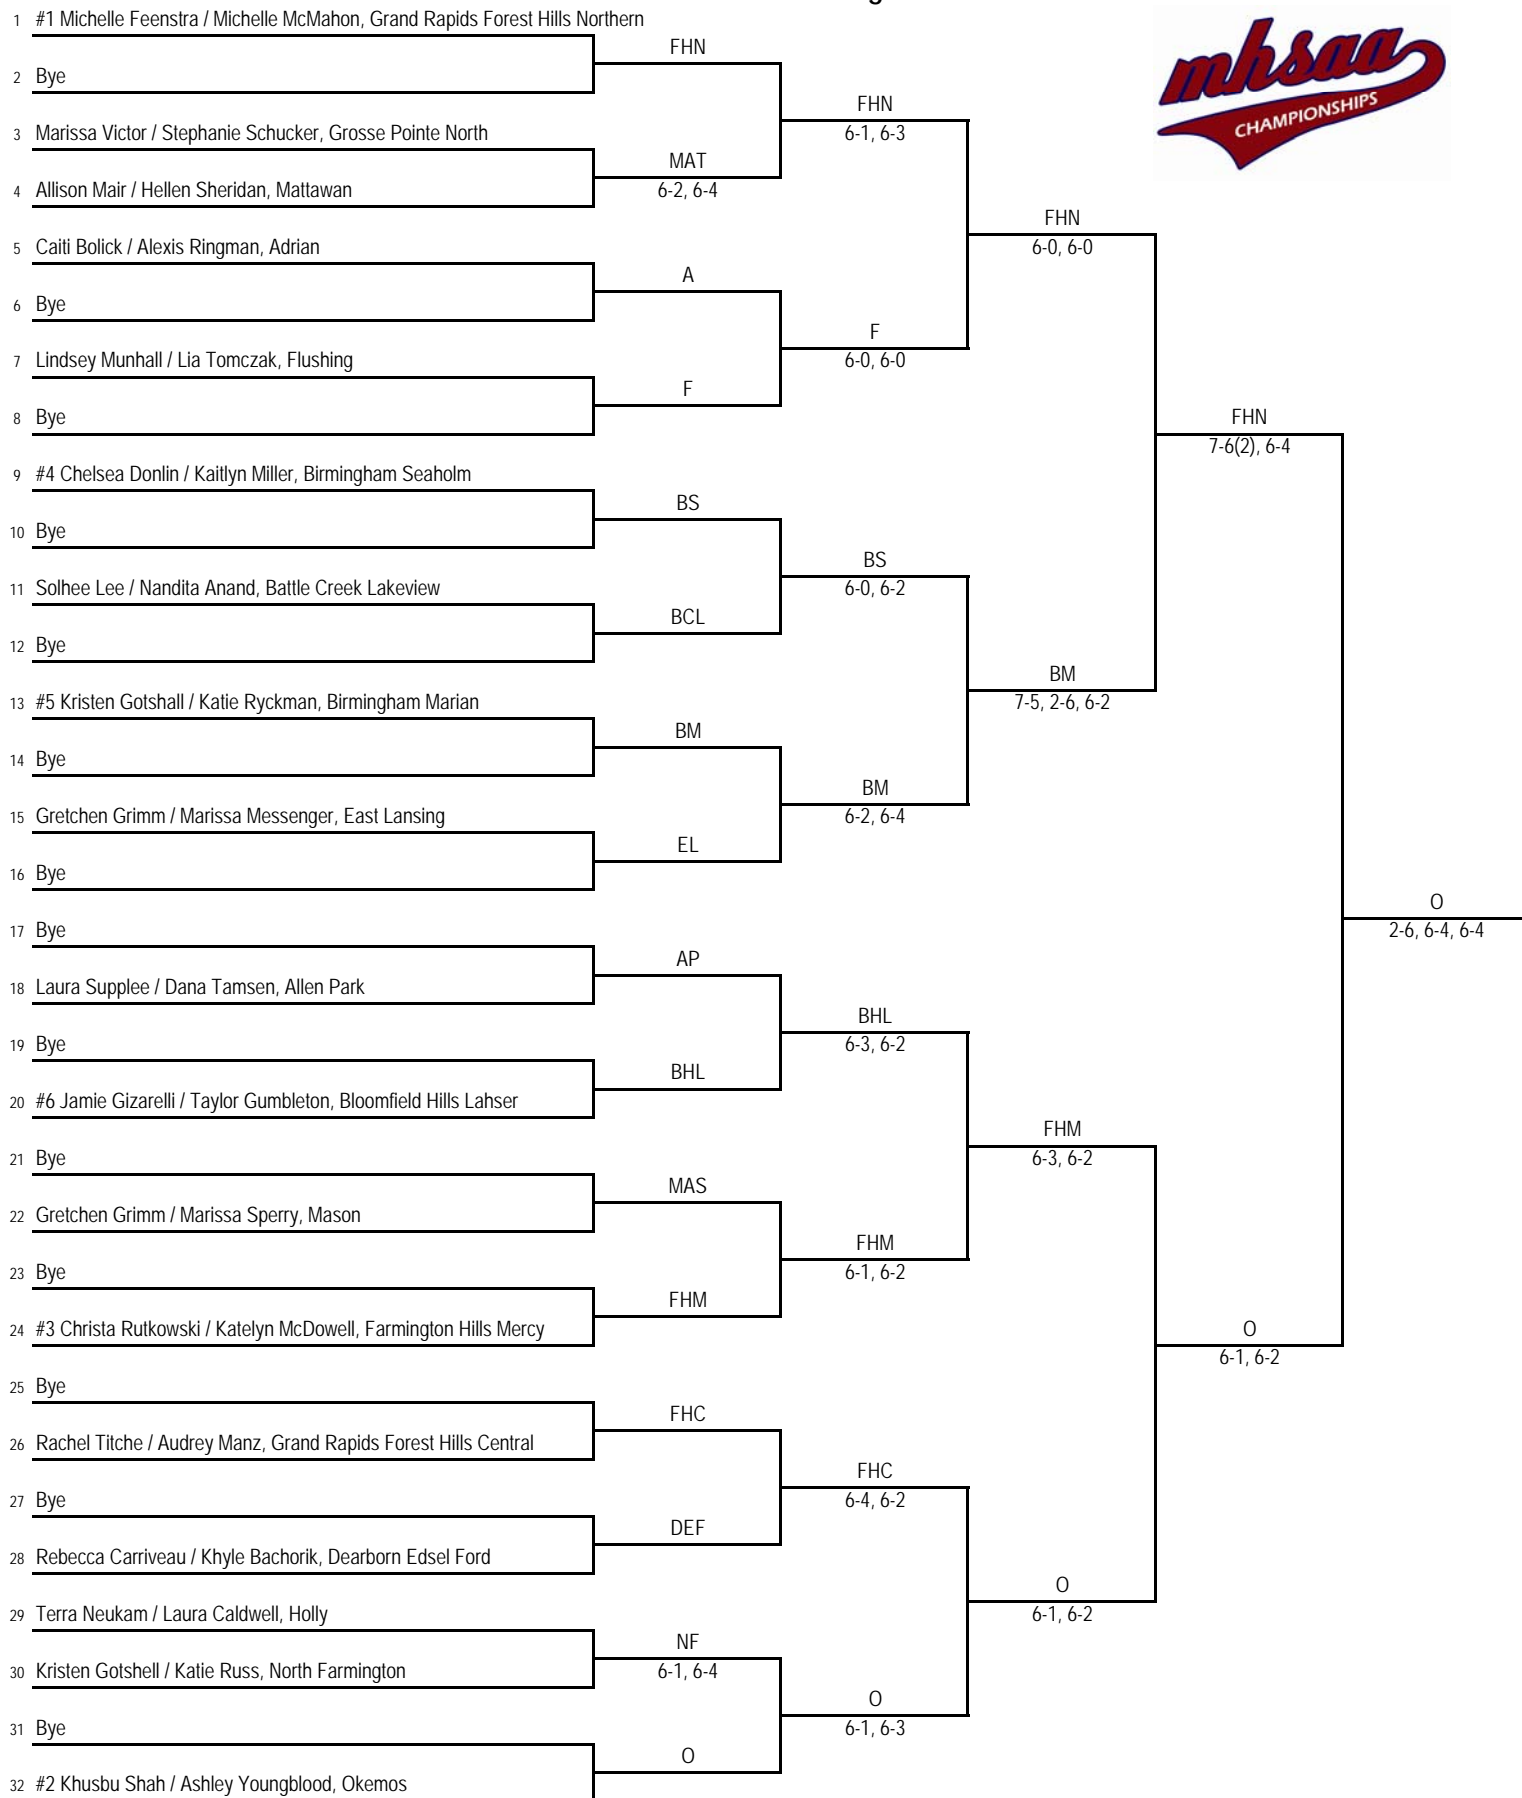 mhsaa
CHAMPIONSHIPS
1 #1 Michelle Feenstra / Michelle McMahon, Grand Rapids Forest Hills Northern
FHN
2 Bye
FHN
6-1, 6-3
3 Marissa Victor / Stephanie Schucker, Grosse Pointe North
MAT
6-2, 6-4
4 Allison Mair / Hellen Sheridan, Mattawan
FHN
6-0, 6-0
5 Caiti Bolick / Alexis Ringman, Adrian
A
6 Bye
F
6-0, 6-0
7 Lindsey Munhall / Lia Tomczak, Flushing
F
8 Bye
FHN
7-6(2), 6-4
9 #4 Chelsea Donlin / Kaitlyn Miller, Birmingham Seaholm
BS
10 Bye
BS
6-0, 6-2
11 Solhee Lee / Nandita Anand, Battle Creek Lakeview
BCL
12 Bye
BM
7-5, 2-6, 6-2
13 #5 Kristen Gotshall / Katie Ryckman, Birmingham Marian
BM
14 Bye
BM
6-2, 6-4
15 Gretchen Grimm / Marissa Messenger, East Lansing
EL
16 Bye
O
2-6, 6-4, 6-4
17 Bye
AP
18 Laura Supplee / Dana Tamsen, Allen Park
BHL
6-3, 6-2
19 Bye
BHL
20 #6 Jamie Gizarelli / Taylor Gumbleton, Bloomfield Hills Lahser
FHM
6-3, 6-2
21 Bye
MAS
22 Gretchen Grimm / Marissa Sperry, Mason
FHM
6-1, 6-2
23 Bye
FHM
24 #3 Christa Rutkowski / Katelyn McDowell, Farmington Hills Mercy
O
6-1, 6-2
25 Bye
FHC
26 Rachel Titche / Audrey Manz, Grand Rapids Forest Hills Central
FHC
6-4, 6-2
27 Bye
DEF
28 Rebecca Carriveau / Khyle Bachorik, Dearborn Edsel Ford
O
6-1, 6-2
29 Terra Neukam / Laura Caldwell, Holly
NF
6-1, 6-4
30 Kristen Gotshell / Katie Russ, North Farmington
O
6-1, 6-3
31 Bye
O
32 #2 Khusbu Shah / Ashley Youngblood, Okemos